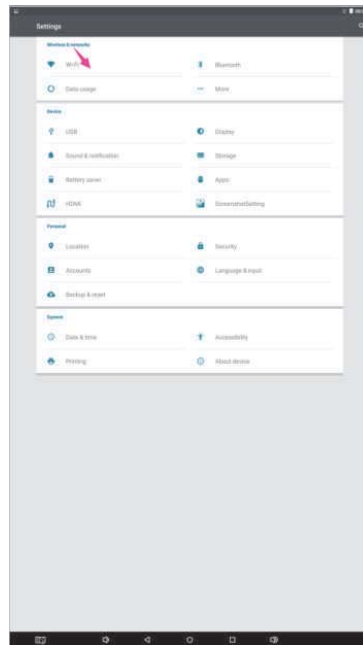 Settings
Wireless & networks
Wi-Fi
Bluetooth
Data usage
More
Device
USB
Display
Sound & notification
Storage
Battery saver
Apps
HDMI
ScreenshotSetting
Personal
Location
Security
Accounts
Language & input
Backup & reset
System
Date & time
Accessibility
Printing
About device